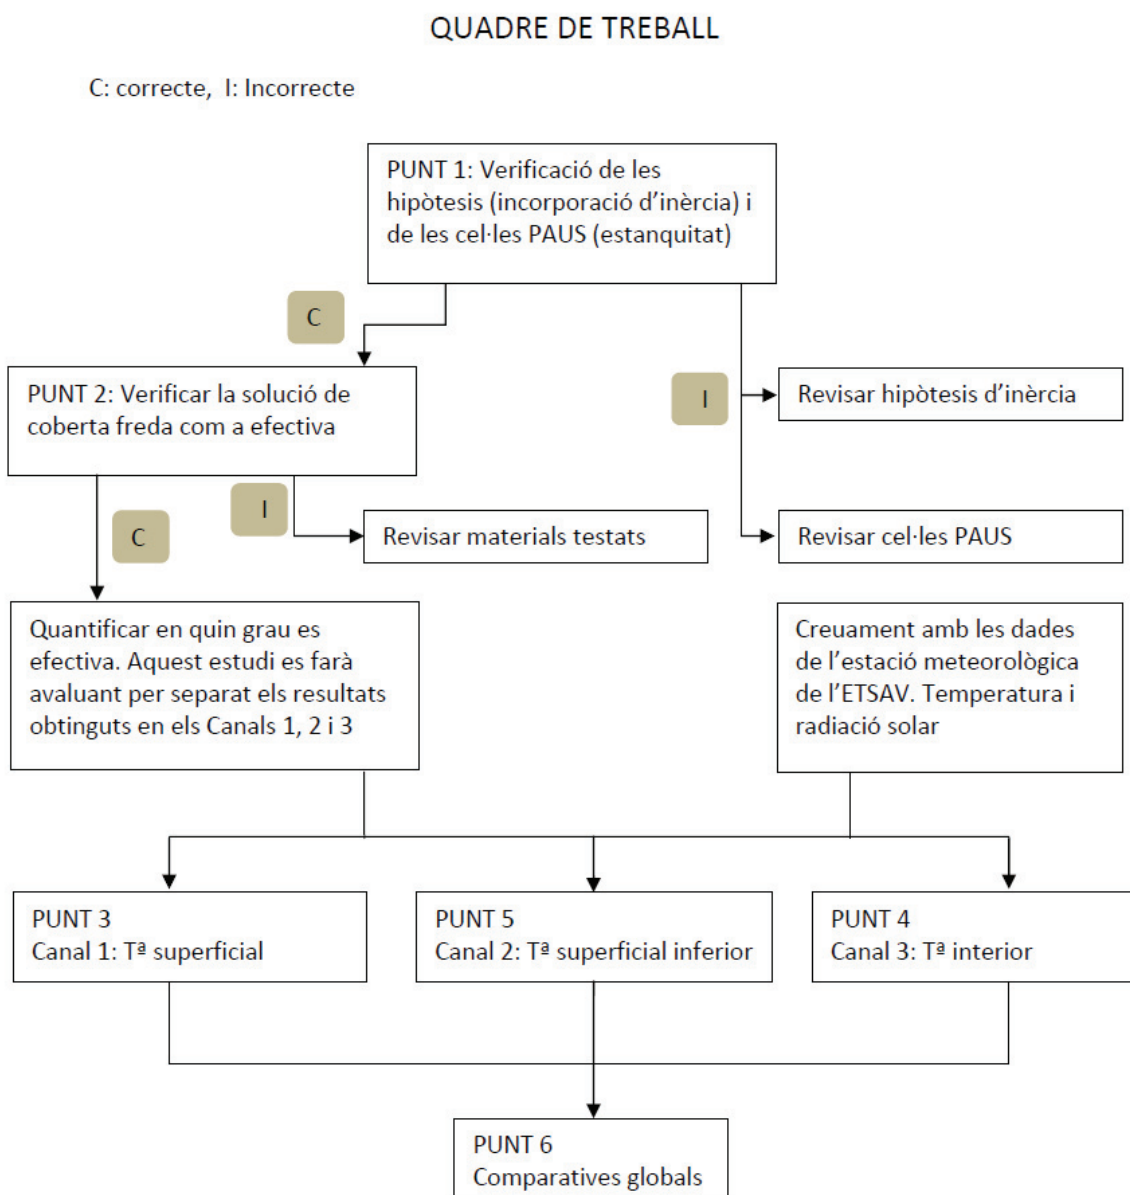 QUADRE DE TREBALL
C: correcte, I: Incorrecte
PUNT 1: Verificació de les
hipòtesis (incorporació d’inèrcia) i
de les cel·les PAUS (estanquitat)
C
PUNT 2: Verificar la solució de
coberta freda com a efectiva
I
Revisar hipòtesis d’inèrcia
I
Revisar materials testats
C
Revisar cel·les PAUS
Quantificar en quin grau es
efectiva. Aquest estudi es farà
avaluant per separat els resultats
obtinguts en els Canals 1, 2 i 3
Creuament amb les dades
de l’estació meteorològica
de l’ETSAV. Temperatura i
radiació solar
PUNT 3
Canal 1: Tª superficial
PUNT 5
Canal 2: Tª superficial inferior
PUNT 4
Canal 3: Tª interior
PUNT 6
Comparatives globals